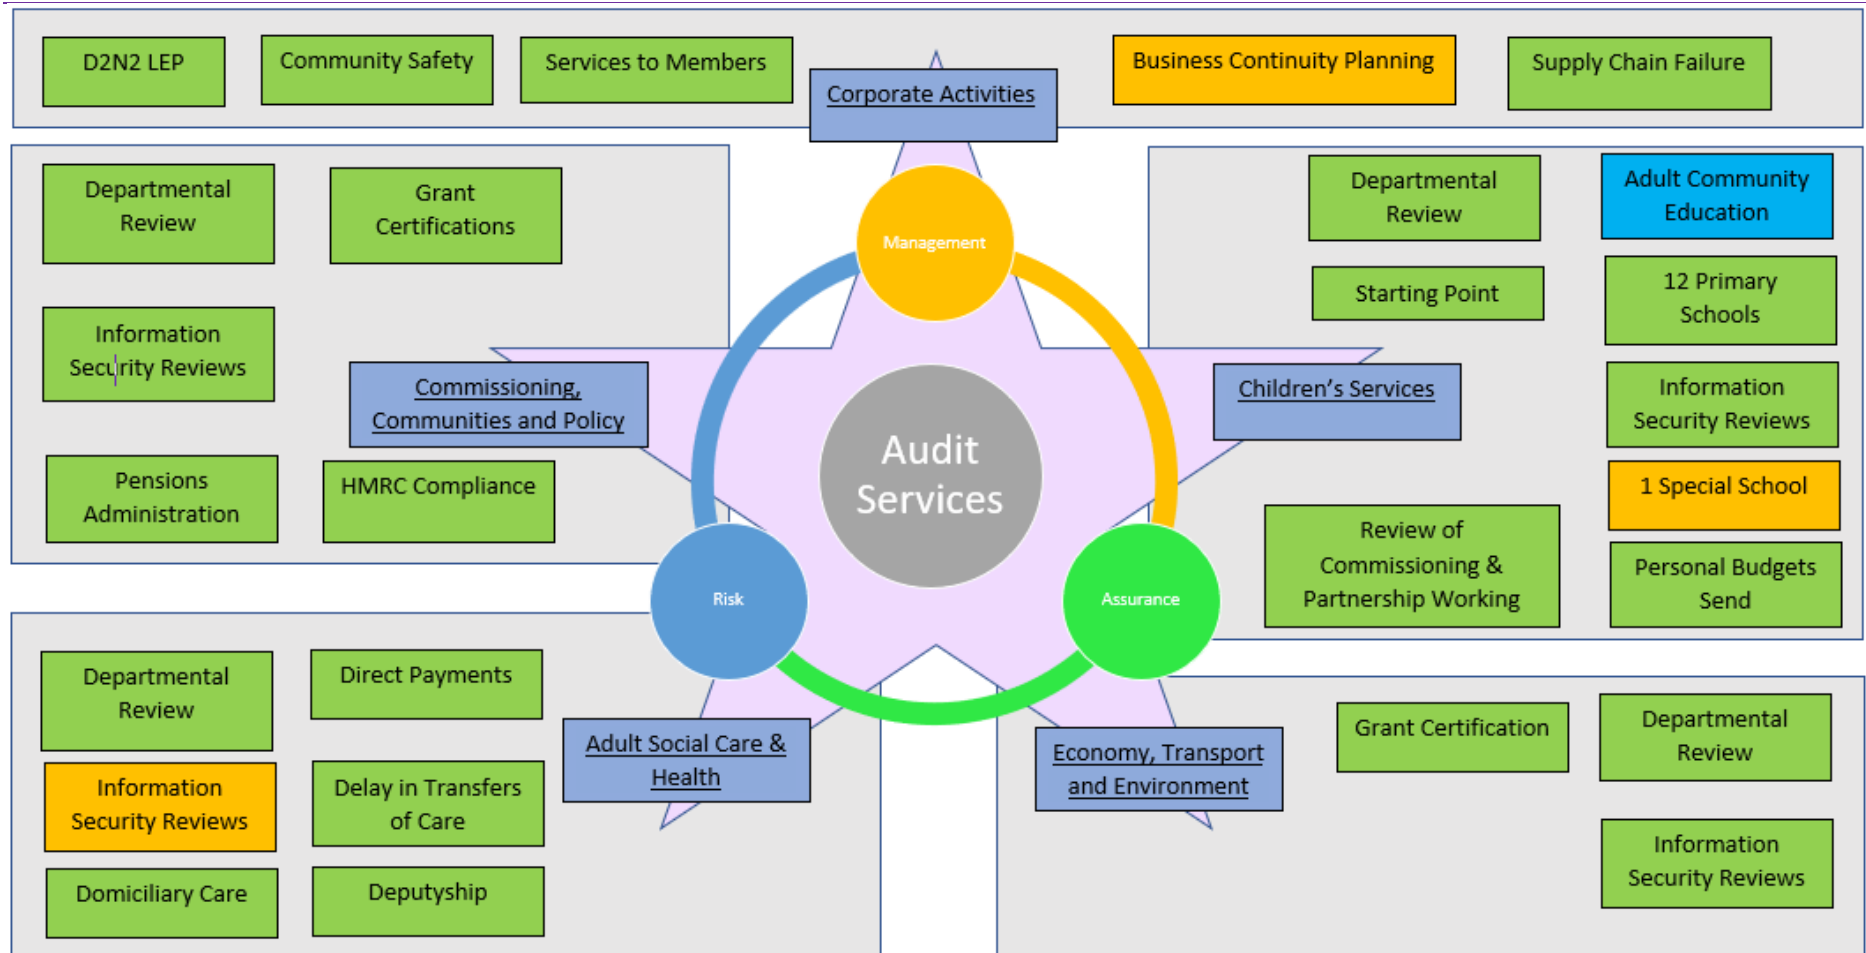 D2N2 LEP
Community Safety
Services to Members
Corporate Activities
Business Continuity Planning
Supply Chain Failure
Departmental
Review
Grant
Certifications
Information
Security Reviews
Commissioning,
Communities and Policy
Pensions
Administration
HMRC Compliance
Management
Audit
Services
Risk
Assurance
Departmental
Review
Adult Community
Education
Starting Point
12 Primary
Schools
Children’s Services
Information
Security Reviews
1 Special School
Review of
Commissioning &
Partnership Working
Personal Budgets
Send
Departmental
Review
Direct Payments
Adult Social Care &
Health
Information
Security Reviews
Delay in Transfers
of Care
Domiciliary Care
Deputyship
Economy, Transport
and Environment
Grant Certification
Departmental
Review
Information
Security Reviews